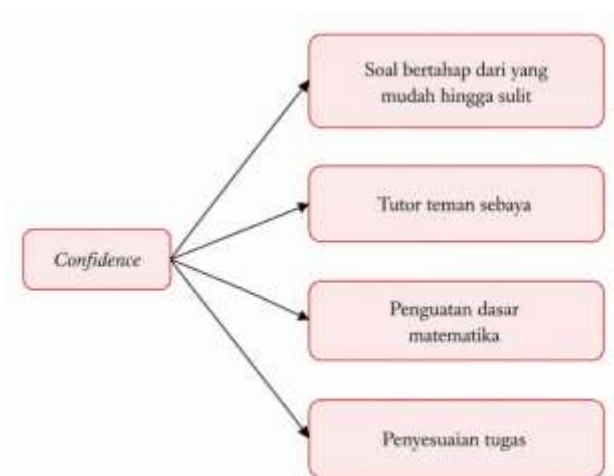 Soal bertahap dari yang
mudah hingga sulit
Tutor teman sebaya
Confidence
Penguatan dasar
matematika
Penyesuaian tugas